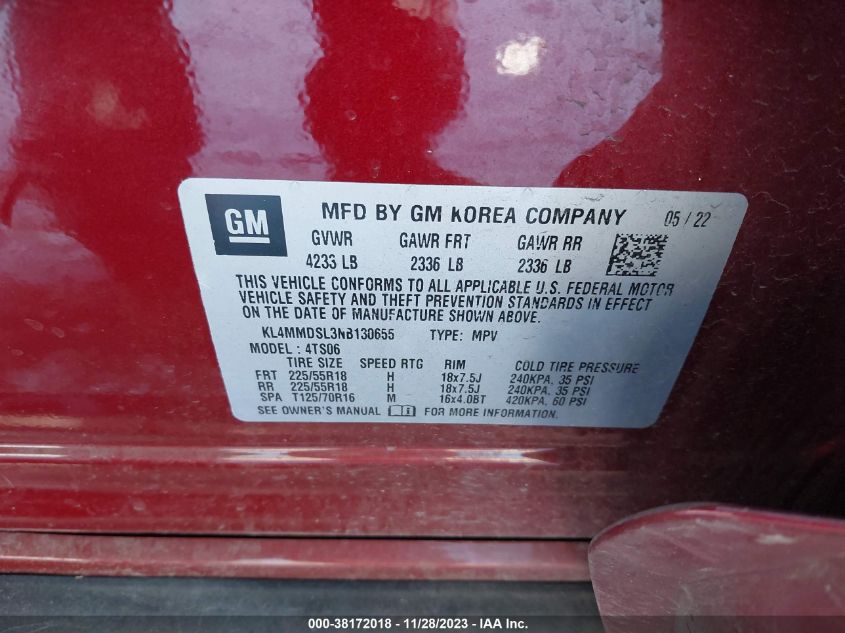 GM
MFD BY GM KOREA COMPANY 05 / 22
GVWR GAWR FRT GAWR RR
4233 LB 2336 LB 2336 LB
THIS VEHICLE CONFORMS TO ALL APPLICABLE U.S. FEDERAL MOTOR
VEHICLE SAFETY AND THEFT PREVENTION STANDARDS IN EFFECT
ON THE DATE OF MANUFACTURE SHOWN ABOVE.
KL4MMDSL3NB130655 TYPE: MPV
MODEL : 4TS06
TIRE SIZE SPEED RTG RIM COLD TIRE PRESSURE
FRT 225/55R18 H 18x7.5J 240KPA, 35 PSI
RR 225/55R18 H 18x7.5J 240KPA, 35 PSI
SPA T125/70R16 M 16x4.0BT 420KPA, 60 PSI
SEE OWNER'S MANUAL FOR MORE INFORMATION.
000-38172018 - 11/28/2023 - IAA Inc.